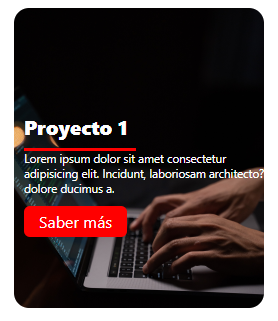 Proyecto 1
Lorem ipsum dolor sit amet consectetur
adipisicing elit. Incidunt, laboriosam architecto?
dolore ducimus a.
Saber más